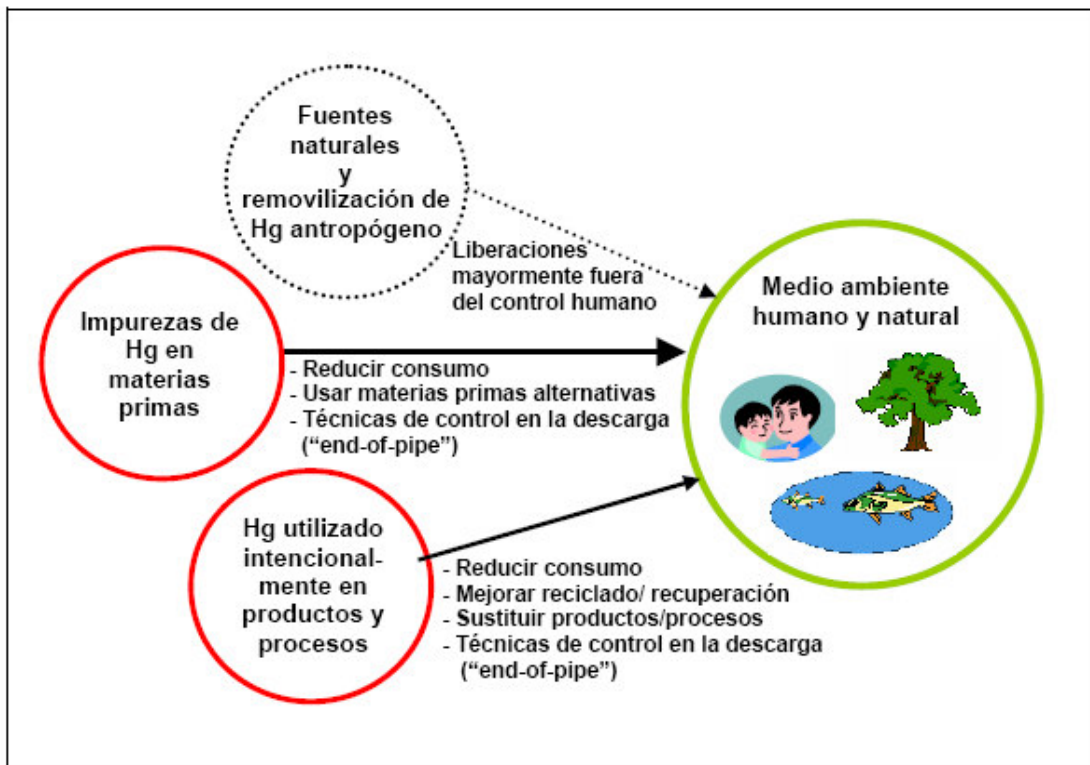 Fuentes
naturales
y
removilización de
Hg antropógeno
Liberaciones
mayormente fuera
del control humano
Medio ambiente
humano y natural
Impurezas de
Hg en
materias
primas
- Reducir consumo
- Usar materias primas alternativas
- Técnicas de control en la descarga
(“end-of-pipe”)
Hg utilizado
intencional-
mente en
productos y
procesos
- Reducir consumo
- Mejorar reciclado/ recuperación
- Sustituir productos/procesos
- Técnicas de control en la descarga
(“end-of-pipe”)